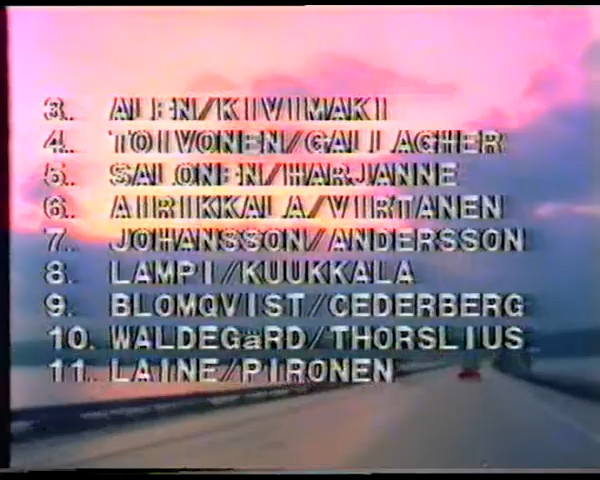 3. ALEN/KIVIMAKI
4. TOIVONEN/GALLAGHER
5. SALONEN/HARJANNE
6. AIRIKKALA/VIRTANEN
7. JOHANSSON/ANDERSSON
8. LAMPI/KUUKKALA
9. BLOMQVIST/CEDERBERG
10. WALDEGaRD/THORSLIUS
11. LAINE/PIRONEN